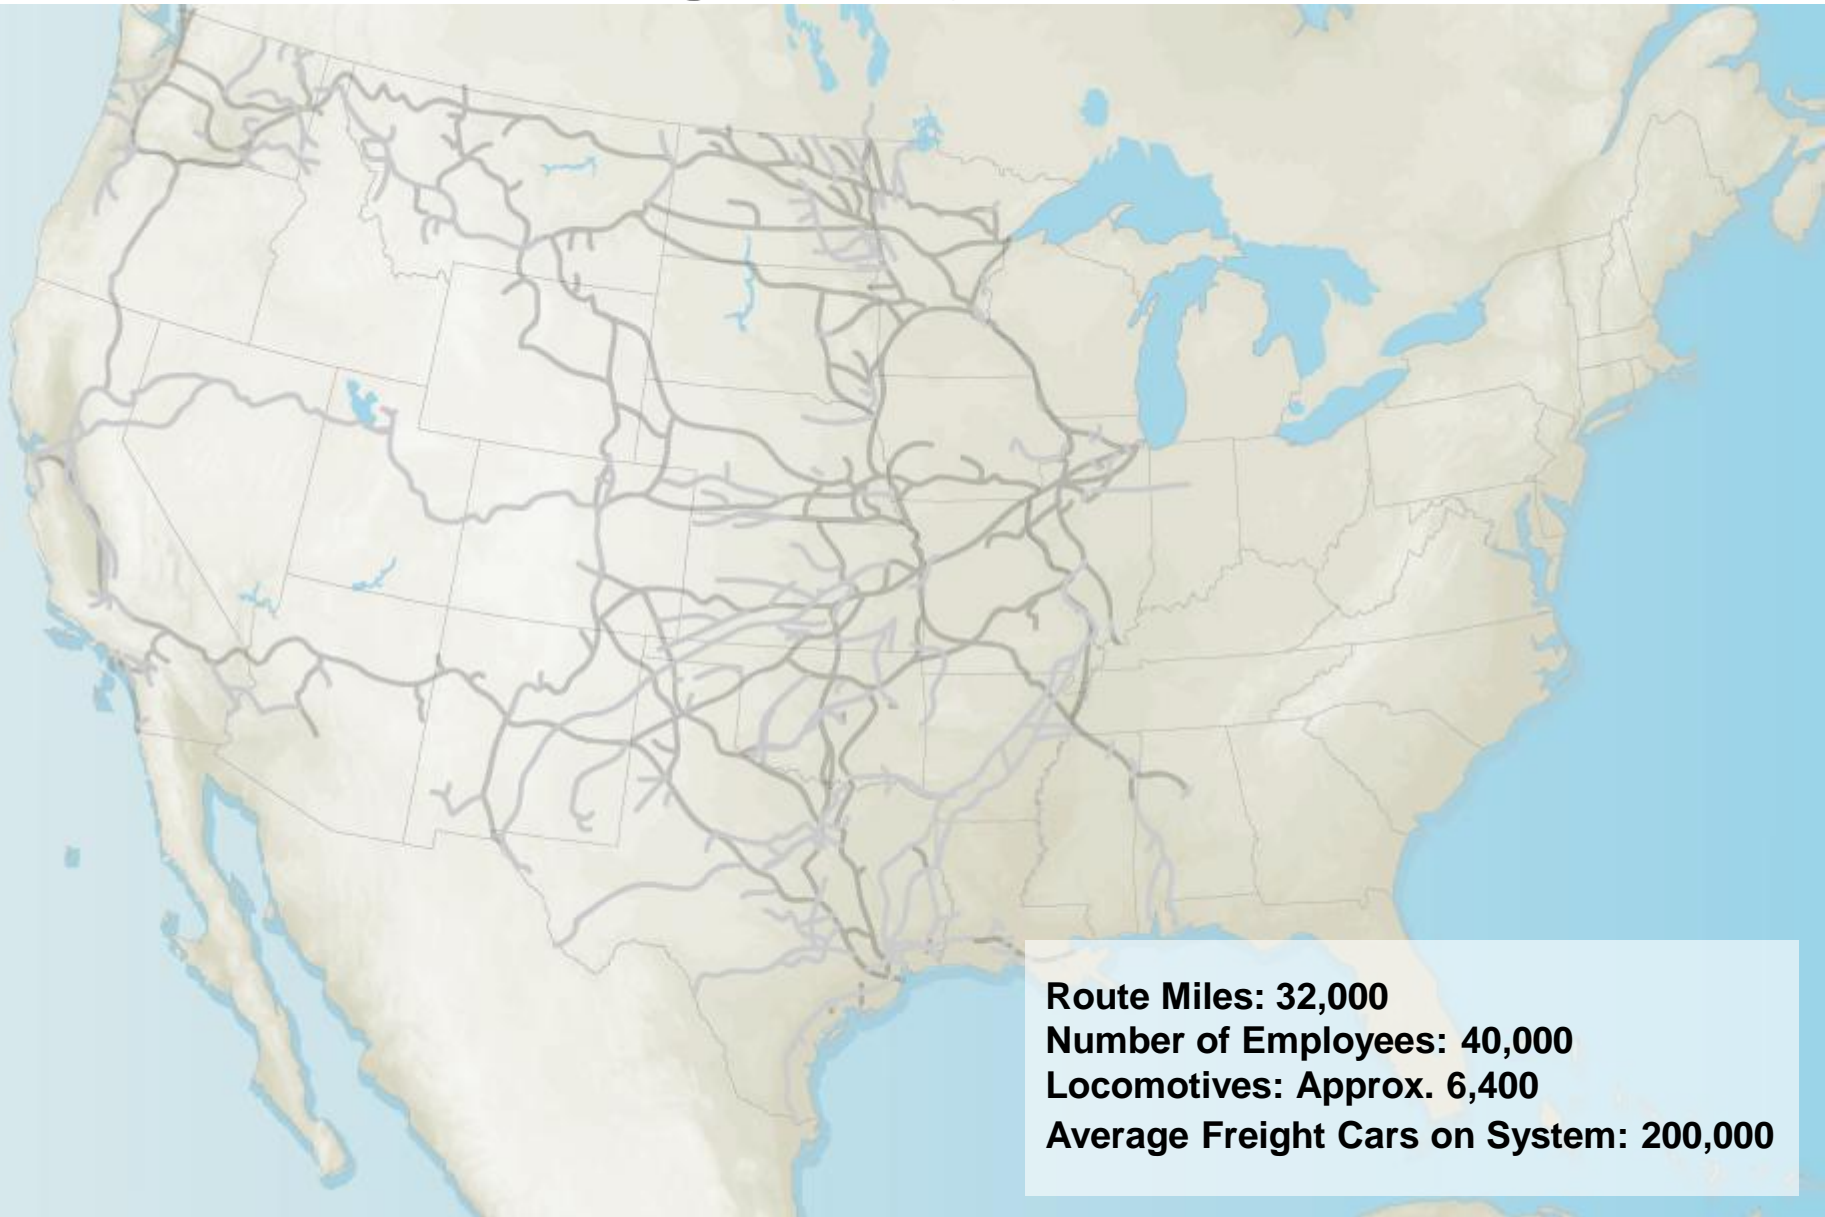 Route Miles: 32,000
Number of Employees: 40,000
Locomotives: Approx. 6,400
Average Freight Cars on System: 200,000